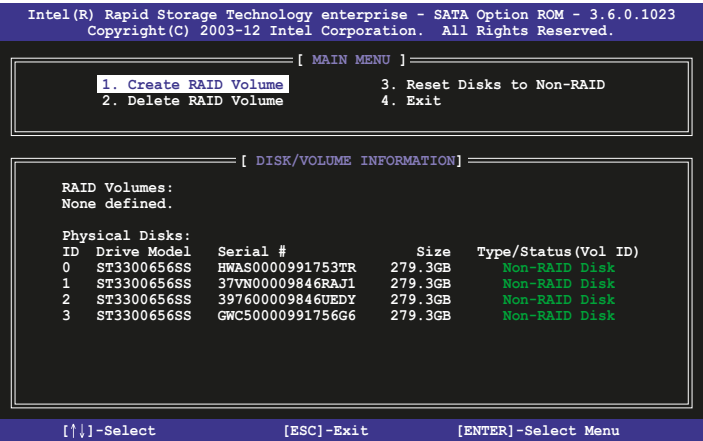 Intel(R) Rapid Storage Technology enterprise - SATA Option ROM - 3.6.0.1023
Copyright(C) 2003-12 Intel Corporation. All Rights Reserved.
[ MAIN MENU ]
1. Create RAID Volume 3. Reset Disks to Non-RAID
2. Delete RAID Volume 4. Exit
[ DISK/VOLUME INFORMATION]
RAID Volumes:
None defined.
Physical Disks:
ID Drive Model Serial # Size Type/Status(Vol ID)
0 ST3300656SS HWAS0000991753TR 279.3GB Non-RAID Disk
1 ST3300656SS 37VN00009846RAJ1 279.3GB Non-RAID Disk
2 ST3300656SS 397600009846UEDY 279.3GB Non-RAID Disk
3 ST3300656SS GWC50000991756G6 279.3GB Non-RAID Disk
[↑↓]-Select [ESC]-Exit [ENTER]-Select Menu